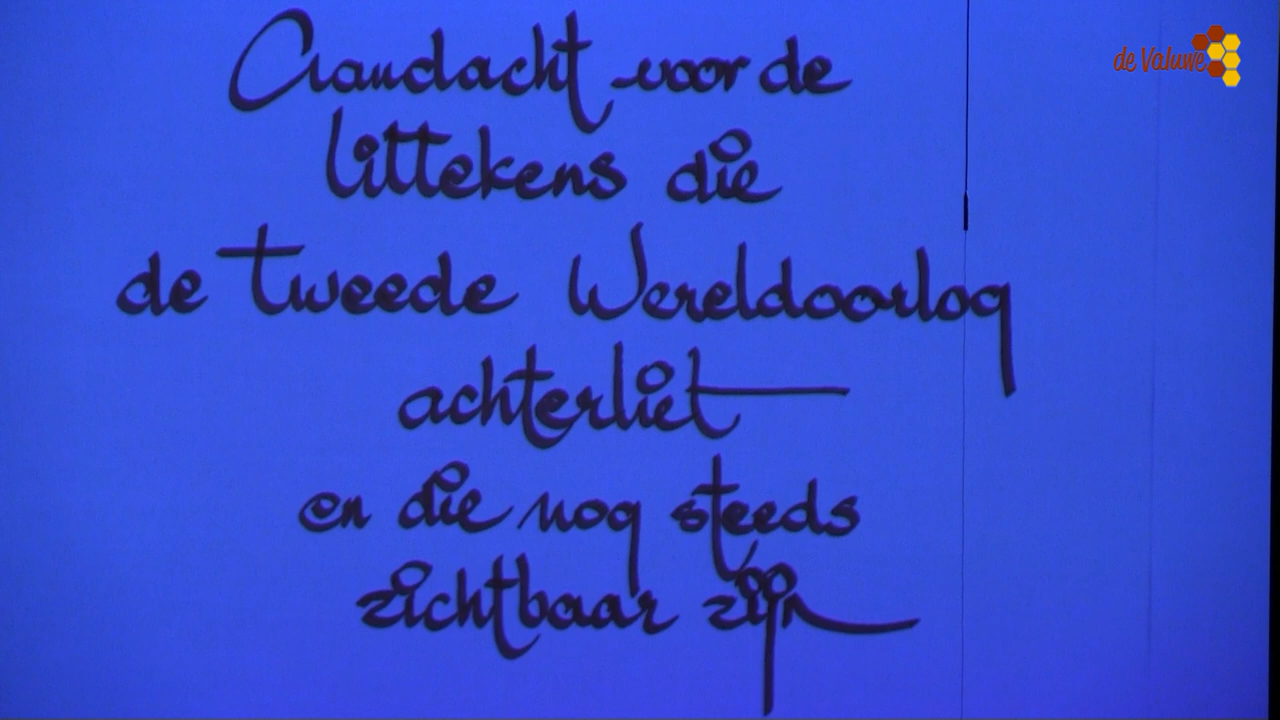 Aandacht voor de
littekens die
de tweede Wereldoorlog
achterliet
en die nog steeds
zichtbaar zijn
de Valuwe